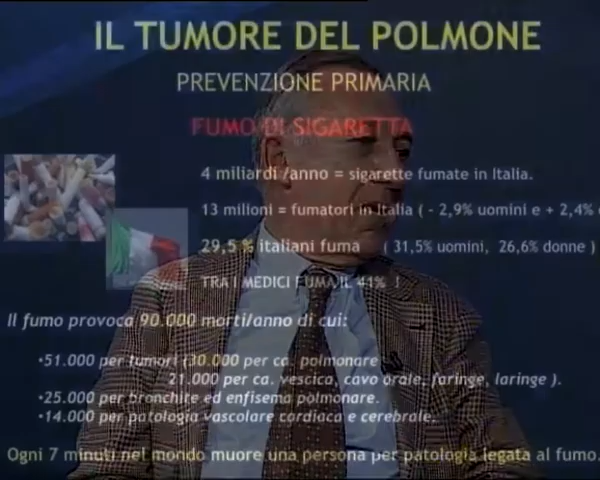 IL TUMORE DEL POLMONE
PREVENZIONE PRIMARIA
FUMO DI SIGARETTA
4 miliardi /anno = sigarette fumate in Italia.
13 milioni = fumatori in Italia ( - 2,9% uomini e + 2,4%
29,5 % italiani fuma ( 31,5% uomini, 26,6% donne )
TRA I MEDICI FUMA IL 41% !
Il fumo provoca 90.000 morti/anno di cui:
•51.000 per tumori (30.000 per ca. polmonare
21.000 per ca. vescica, cavo orale, faringe, laringe ).
•25.000 per bronchite ed enfisema polmonare.
•14.000 per patologia vascolare cardiaca e cerebrale.
Ogni 7 minuti nel mondo muore una persona per patologia legata al fumo.